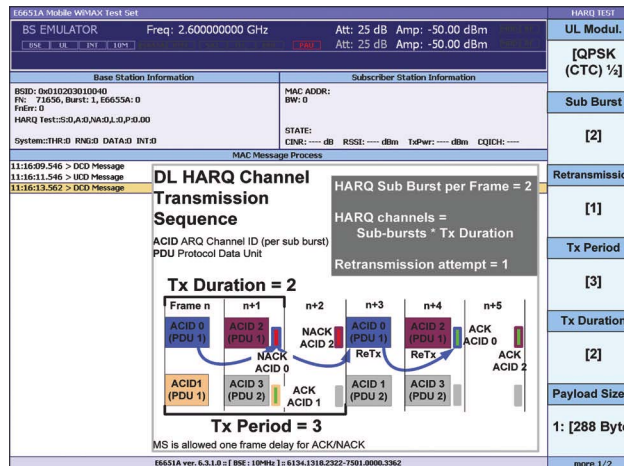 E6651A Mobile WiMAX Test Set
HARQ TEST
BS EMULATOR
Freq: 2.600000000 GHz
Att: 25 dB Amp: -50.00 dBm
BSE UL INT 10M
PAU
Att: 25 dB Amp: -50.00 dBm
UL Modul.
[QPSK
(CTC) ½]
Base Station Information
BSID: 0x010203010040
FN: 71656, Burst: 1, E6655A: 0
FnErr: 0
HARQ Test::S:0,A:0,NA:0,L:0,P:0.00
System::THR:0 RNG:0 DATA:0 INT:0
Subscriber Station Information
MAC ADDR:
BW: 0
STATE:
CINR: ---- dB RSSI: ---- dBm TxPwr: ---- dBm CQICH: ----
Sub Burst
[2]
MAC Message Process
11:16:09.546 > DCD Message
11:16:11.546 > UCD Message
11:16:13.562 > DCD Message
DL HARQ Channel
Transmission
Sequence
ACID ARQ Channel ID (per sub burst)
PDU Protocol Data Unit
HARQ Sub Burst per Frame = 2
HARQ channels =
Sub-bursts * Tx Duration
Retransmission attempt = 1
Retransmissio
[1]
Tx Period
[3]
Tx Duration = 2
Frame n n+1 n+2 n+3 n+4 n+5
ACID 0
(PDU 1)
ACID 2
(PDU 1)
NACK
ACID 0
NACK
ACID 2
ACID 0
(PDU 1)
ReTx
ACID 2
(PDU 1)
ReTx
ACK
ACID 0
ACK
ACID 2
ACID1
(PDU 1)
ACID 3
(PDU 2)
ACK
ACID 1
ACID 1
(PDU 2)
ACID 3
(PDU 2)
Tx Period = 3
MS is allowed one frame delay for ACK/NACK
Tx Duration
[2]
Payload Size
1: [288 Byt
more 1/2
E6651A ver. 6.3.1.0 :: [ BSE : 10MHz ] :: 6134.1318.2322-7501.0000.3362